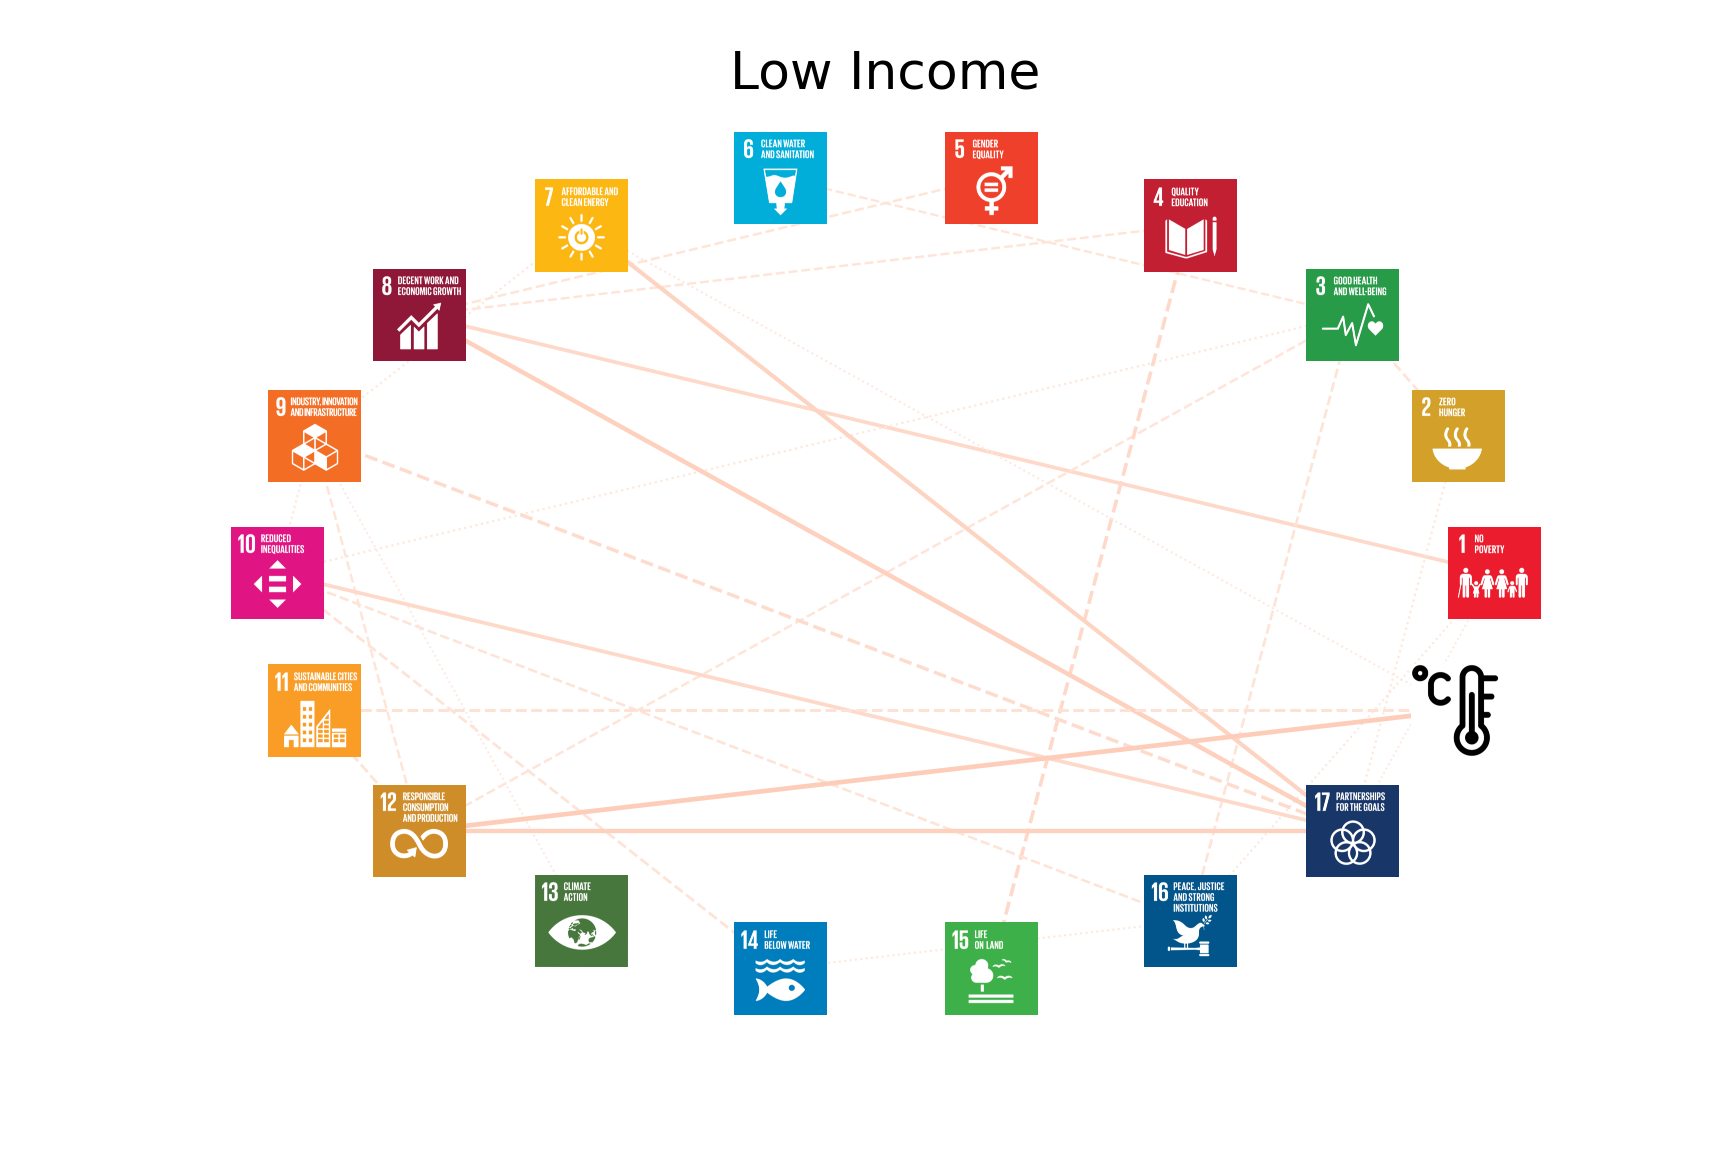 Low Income
6 CLEAN WATER
AND SANITATION
5 GENDER
EQUALITY
7 AFFORDABLE AND
CLEAN ENERGY
4 QUALITY
EDUCATION
8 DECENT WORK AND
ECONOMIC GROWTH
3 GOOD HEALTH
AND WELL-BEING
9 INDUSTRY, INNOVATION
AND INFRASTRUCTURE
2 ZERO
HUNGER
10 REDUCED
INEQUALITIES
1 NO
POVERTY
11 SUSTAINABLE CITIES
AND COMMUNITIES
°C
12 RESPONSIBLE
CONSUMPTION
AND PRODUCTION
17 PARTNERSHIPS
FOR THE GOALS
13 CLIMATE
ACTION
16 PEACE, JUSTICE
AND STRONG
INSTITUTIONS
14 LIFE
BELOW WATER
15 LIFE
ON LAND